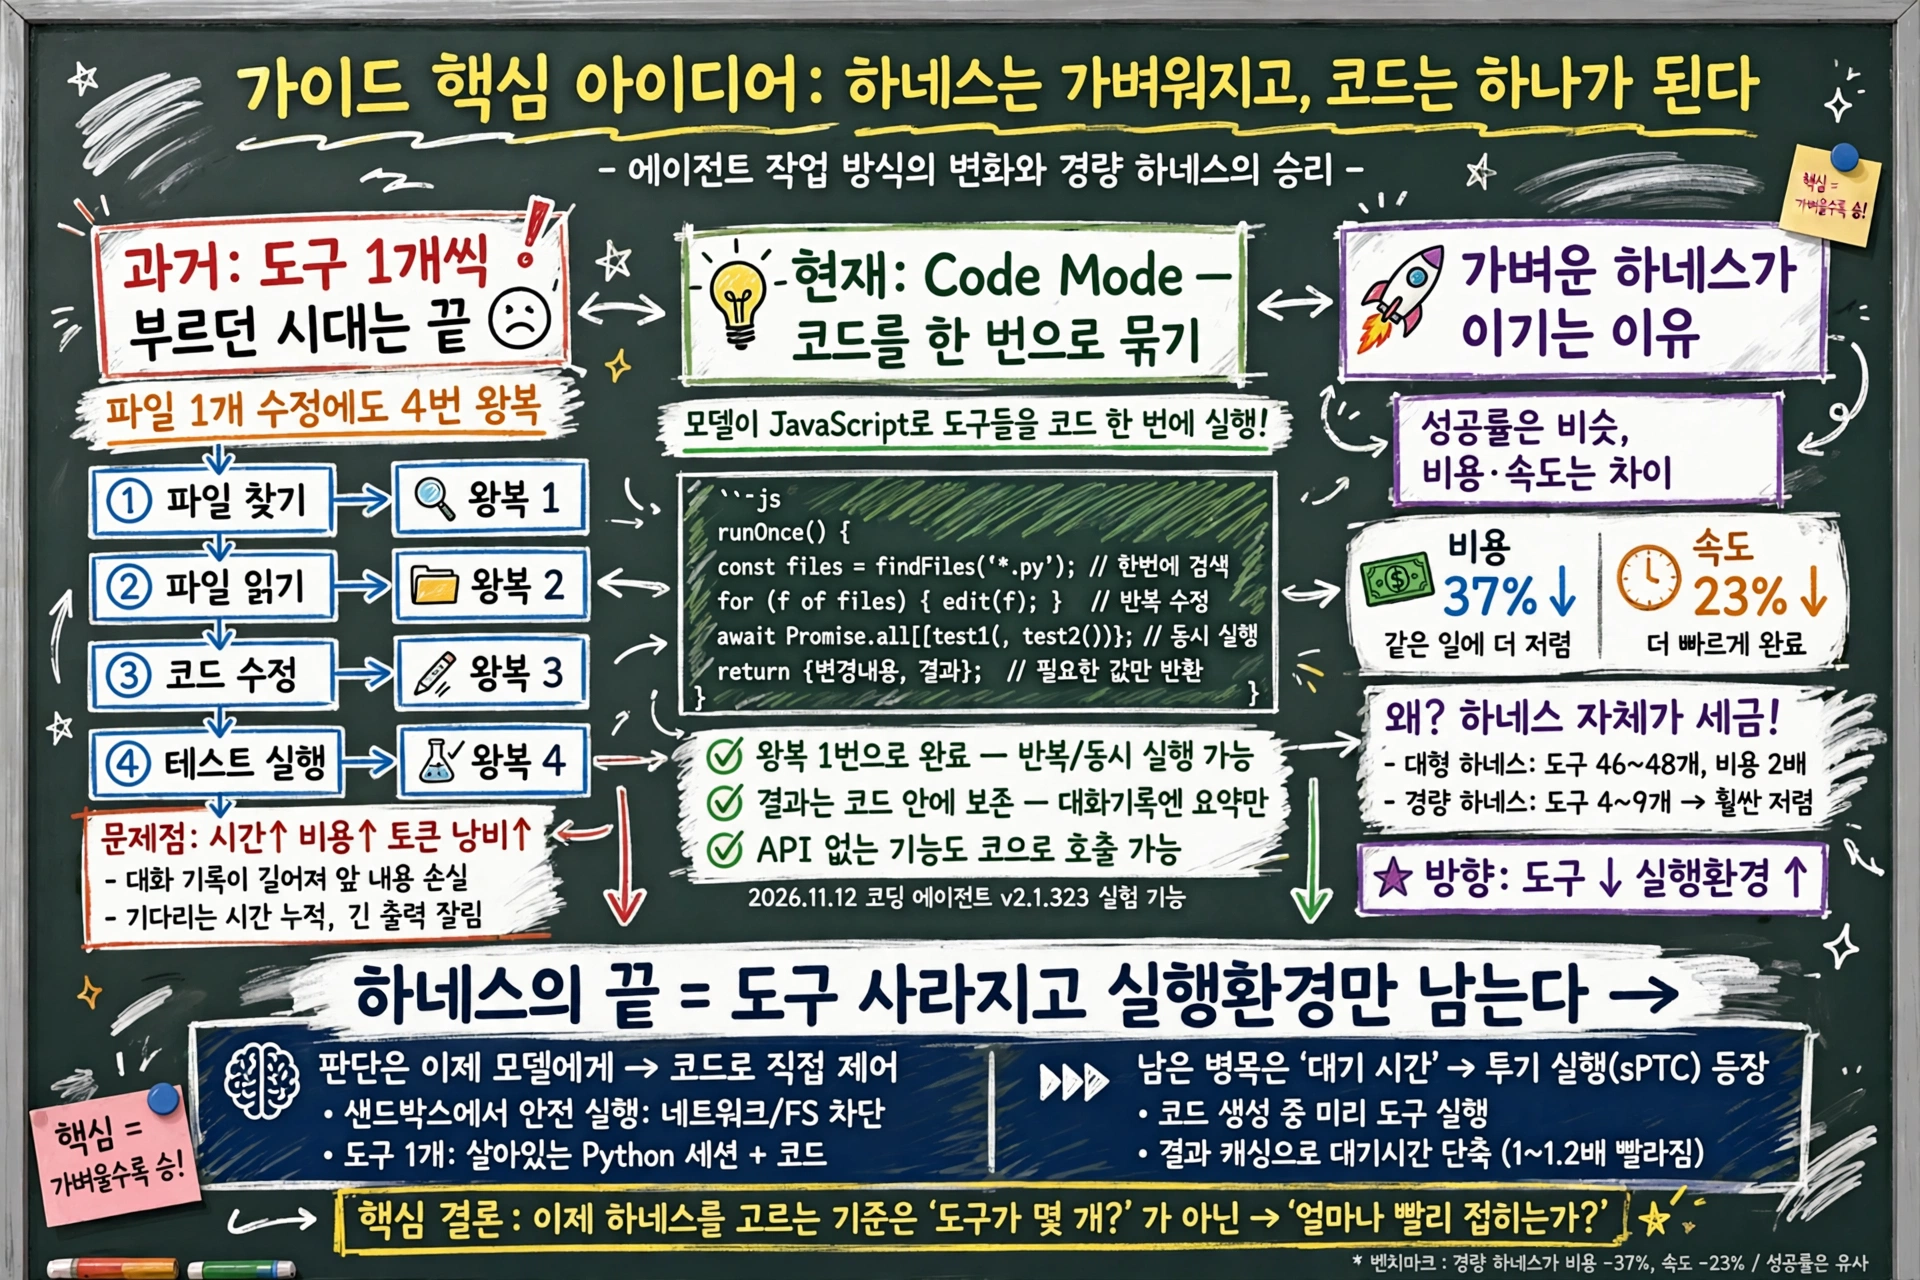 가이드 핵심 아이디어: 하네스는 가벼워지고, 코드는 하나가 된다
- 에이전트 작업 방식의 변화와 경량 하네스의 승리 -
핵심 =
가벼울수록 승!
과거: 도구 1개씩 !
부르던 시대는 끝
파일 1개 수정에도 4번 왕복
① 파일 찾기
왕복 1
② 파일 읽기
왕복 2
③ 코드 수정
왕복 3
④ 테스트 실행
왕복 4
문제점: 시간↑ 비용↑ 토큰 낭비↑
- 대화 기록이 길어져 앞 내용 손실
- 기다리는 시간 누적, 긴 출력 잘림
현재: Code Mode —
코드를 한 번으로 묶기
모델이 JavaScript로 도구들을 코드 한 번에 실행!
``-js
runOnce() {
const files = findFiles(‘*.py’); // 한번에 검색
for (f of files) { edit(f); } // 반복 수정
await Promise.all[[test1(, test2())}; // 동시 실행
return {변경내용, 결과}; // 필요한 값만 반환
} }
왕복 1번으로 완료 — 반복/동시 실행 가능
결과는 코드 안에 보존 — 대화기록엔 요약만
API 없는 기능도 코으로 호출 가능
2026.11.12 코딩 에이전트 v2.1.323 실험 기능
가벼운 하네스가
이기는 이유
성공률은 비슷,
비용·속도는 차이
비용
37%↓
같은 일에 더 저렴
속도
23%↓
더 빠르게 완료
왜? 하네스 자체가 세금!
- 대형 하네스: 도구 46~48개, 비용 2배
- 경량 하네스: 도구 4~9개 → 훨싼 저렴
★ 방향: 도구↓ 실행환경↑
하네스의 끝 = 도구 사라지고 실행환경만 남는다 →
판단은 이제 모델에게 → 코드로 직접 제어
• 샌드박스에서 안전 실행: 네트워크/FS 차단
• 도구 1개: 살아있는 Python 세션 + 코드
남은 병목은 ‘대기 시간’ → 투기 실행(sPTC) 등장
• 코드 생성 중 미리 도구 실행
• 결과 캐싱으로 대기시간 단축 (1~1.2배 빨라짐)
핵심 =
가벼울수록 승!
핵심 결론 : 이제 하네스를 고르는 기준은 ‘도구가 몇 개?’ 가 아닌 → ‘얼마나 빨리 접히는가?’
* 벤치마크 : 경량 하네스가 비용 -37%, 속도 -23% / 성공률은 유사